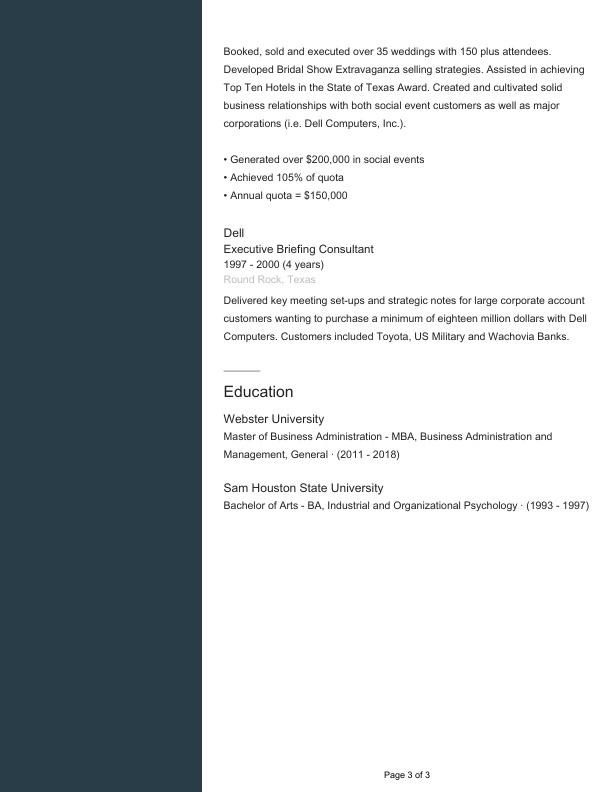 Booked, sold and executed over 35 weddings with 150 plus attendees.
Developed Bridal Show Extravaganza selling strategies. Assisted in achieving
Top Ten Hotels in the State of Texas Award. Created and cultivated solid
business relationships with both social event customers as well as major
corporations (i.e. Dell Computers, Inc.).
• Generated over $200,000 in social events
• Achieved 105% of quota
• Annual quota = $150,000
Dell
Executive Briefing Consultant
1997 - 2000 (4 years)
Round Rock, Texas
Delivered key meeting set-ups and strategic notes for large corporate account
customers wanting to purchase a minimum of eighteen million dollars with Dell
Computers. Customers included Toyota, US Military and Wachovia Banks.
Education
Webster University
Master of Business Administration - MBA, Business Administration and
Management, General · (2011 - 2018)
Sam Houston State University
Bachelor of Arts - BA, Industrial and Organizational Psychology · (1993 - 1997)
Page 3 of 3